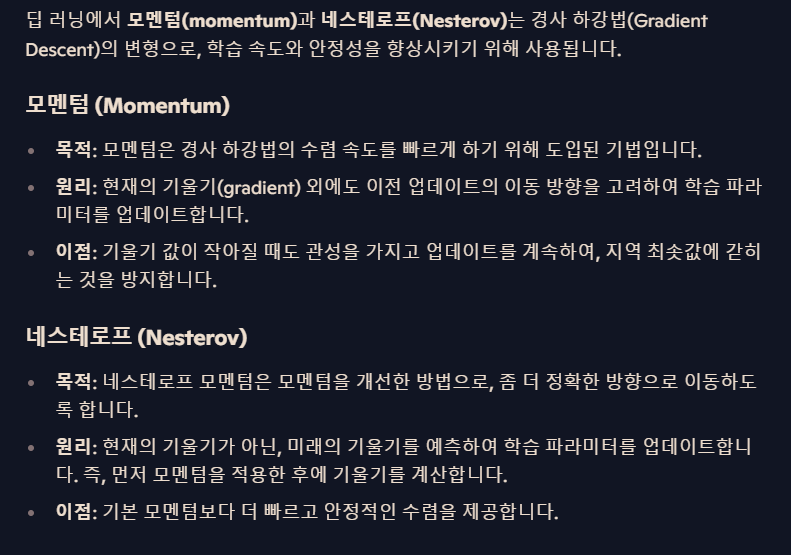 딥 러닝에서 모멘텀(momentum)과 네스테로프(Nesterov)는 경사 하강법(Gradient
Descent)의 변형으로, 학습 속도와 안정성을 향상시키기 위해 사용됩니다.
모멘텀 (Momentum)
• 목적: 모멘텀은 경사 하강법의 수렴 속도를 빠르게 하기 위해 도입된 기법입니다.
• 원리: 현재의 기울기(gradient) 외에도 이전 업데이트의 이동 방향을 고려하여 학습 파라
미터를 업데이트합니다.
• 이점: 기울기 값이 작아질 때도 관성을 가지고 업데이트를 계속하여, 지역 최솟값에 갇히
는 것을 방지합니다.
네스테로프 (Nesterov)
• 목적: 네스테로프 모멘텀은 모멘텀을 개선한 방법으로, 좀 더 정확한 방향으로 이동하도
록 합니다.
• 원리: 현재의 기울기가 아닌, 미래의 기울기를 예측하여 학습 파라미터를 업데이트합니
다. 즉, 먼저 모멘텀을 적용한 후에 기울기를 계산합니다.
• 이점: 기본 모멘텀보다 더 빠르고 안정적인 수렴을 제공합니다.